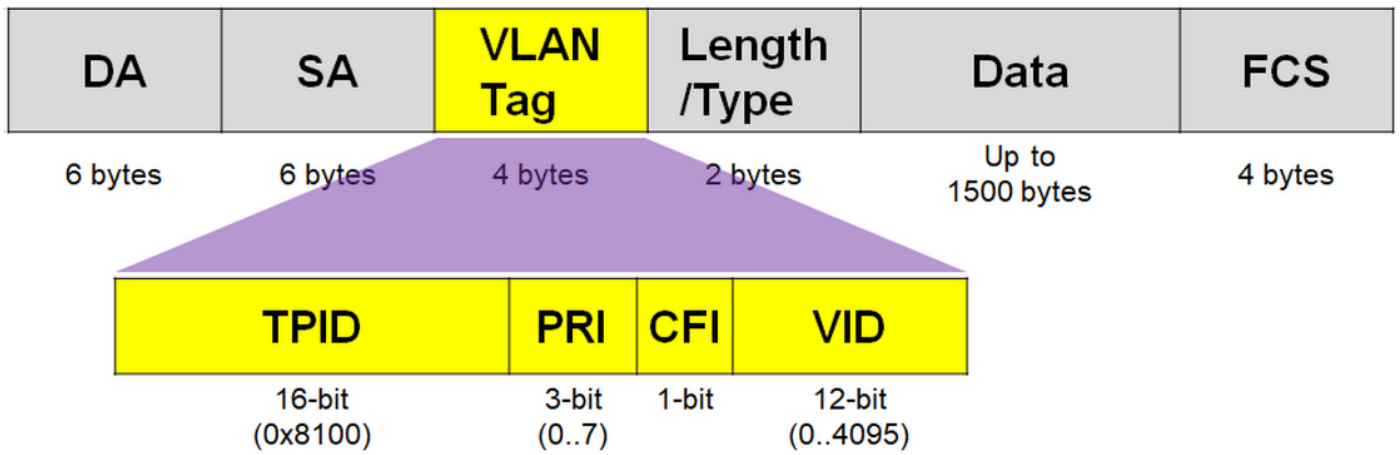 DA
SA
VLAN
Tag
Length
/Type
Data
FCS
6 bytes
6 bytes
4 bytes
2 bytes
Up to
1500 bytes
4 bytes
TPID
PRI
CFI
VID
16-bit
(0x8100)
3-bit
(0..7)
1-bit
12-bit
(0..4095)